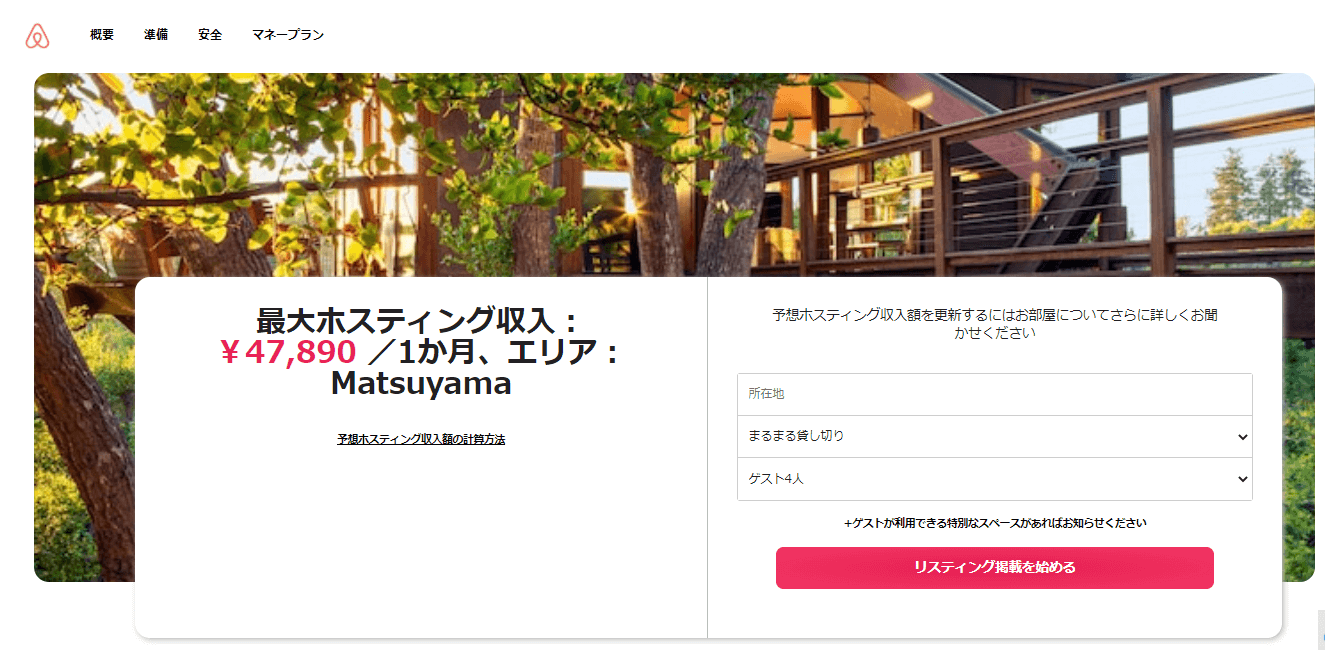 概要 準備 安全 マネープラン
最大ホスティング収入：
￥47,890 ／1か月、エリア：
Matsuyama
予想ホスティング収入額の計算方法
予想ホスティング収入額を更新するにはお部屋についてさらに詳しくお聞
かせください
所在地
まるまる貸し切り
ゲスト4人
+ゲストが利用できる特別なスペースがあればお知らせください
リスティング掲載を始める